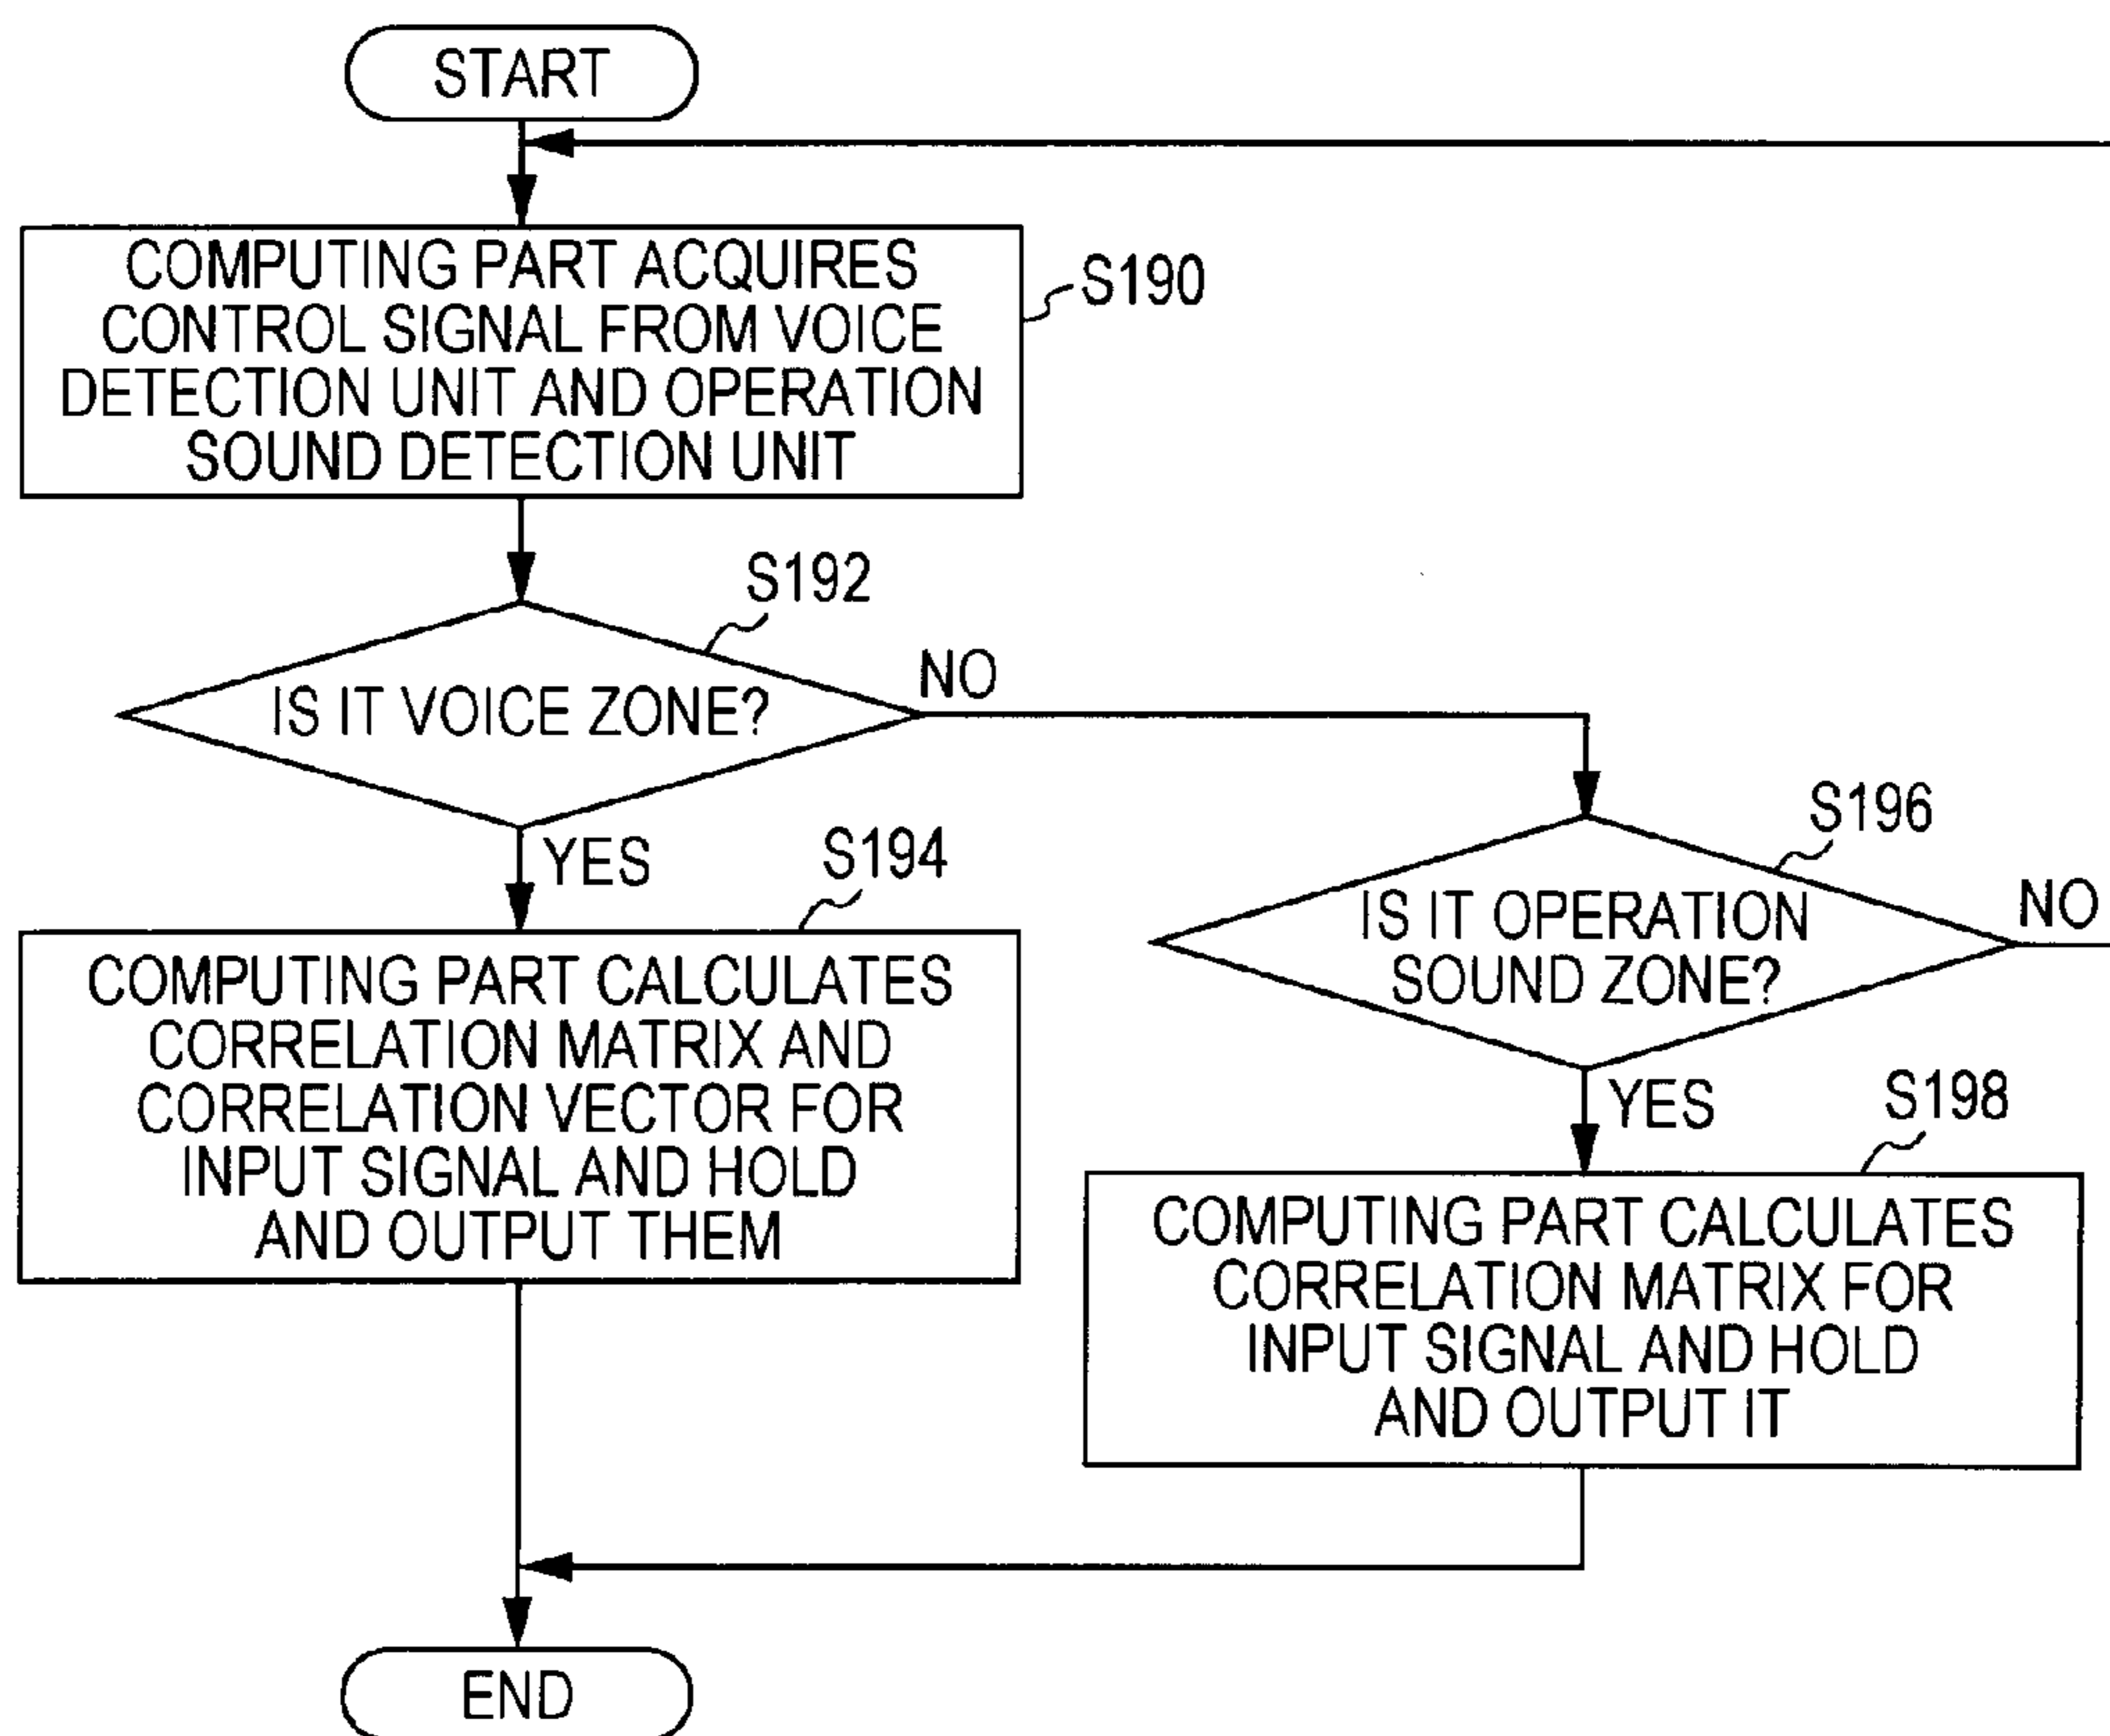 START
COMPUTING PART ACQUIRES
CONTROL SIGNAL FROM VOICE
DETECTION UNIT AND OPERATION
SOUND DETECTION UNIT
S190
S192
IS IT VOICE ZONE?
NO
YES
S194
COMPUTING PART CALCULATES
CORRELATION MATRIX AND
CORRELATION VECTOR FOR
INPUT SIGNAL AND HOLD
AND OUTPUT THEM
S196
IS IT OPERATION
SOUND ZONE?
NO
YES
S198
COMPUTING PART CALCULATES
CORRELATION MATRIX FOR
INPUT SIGNAL AND HOLD
AND OUTPUT IT
END